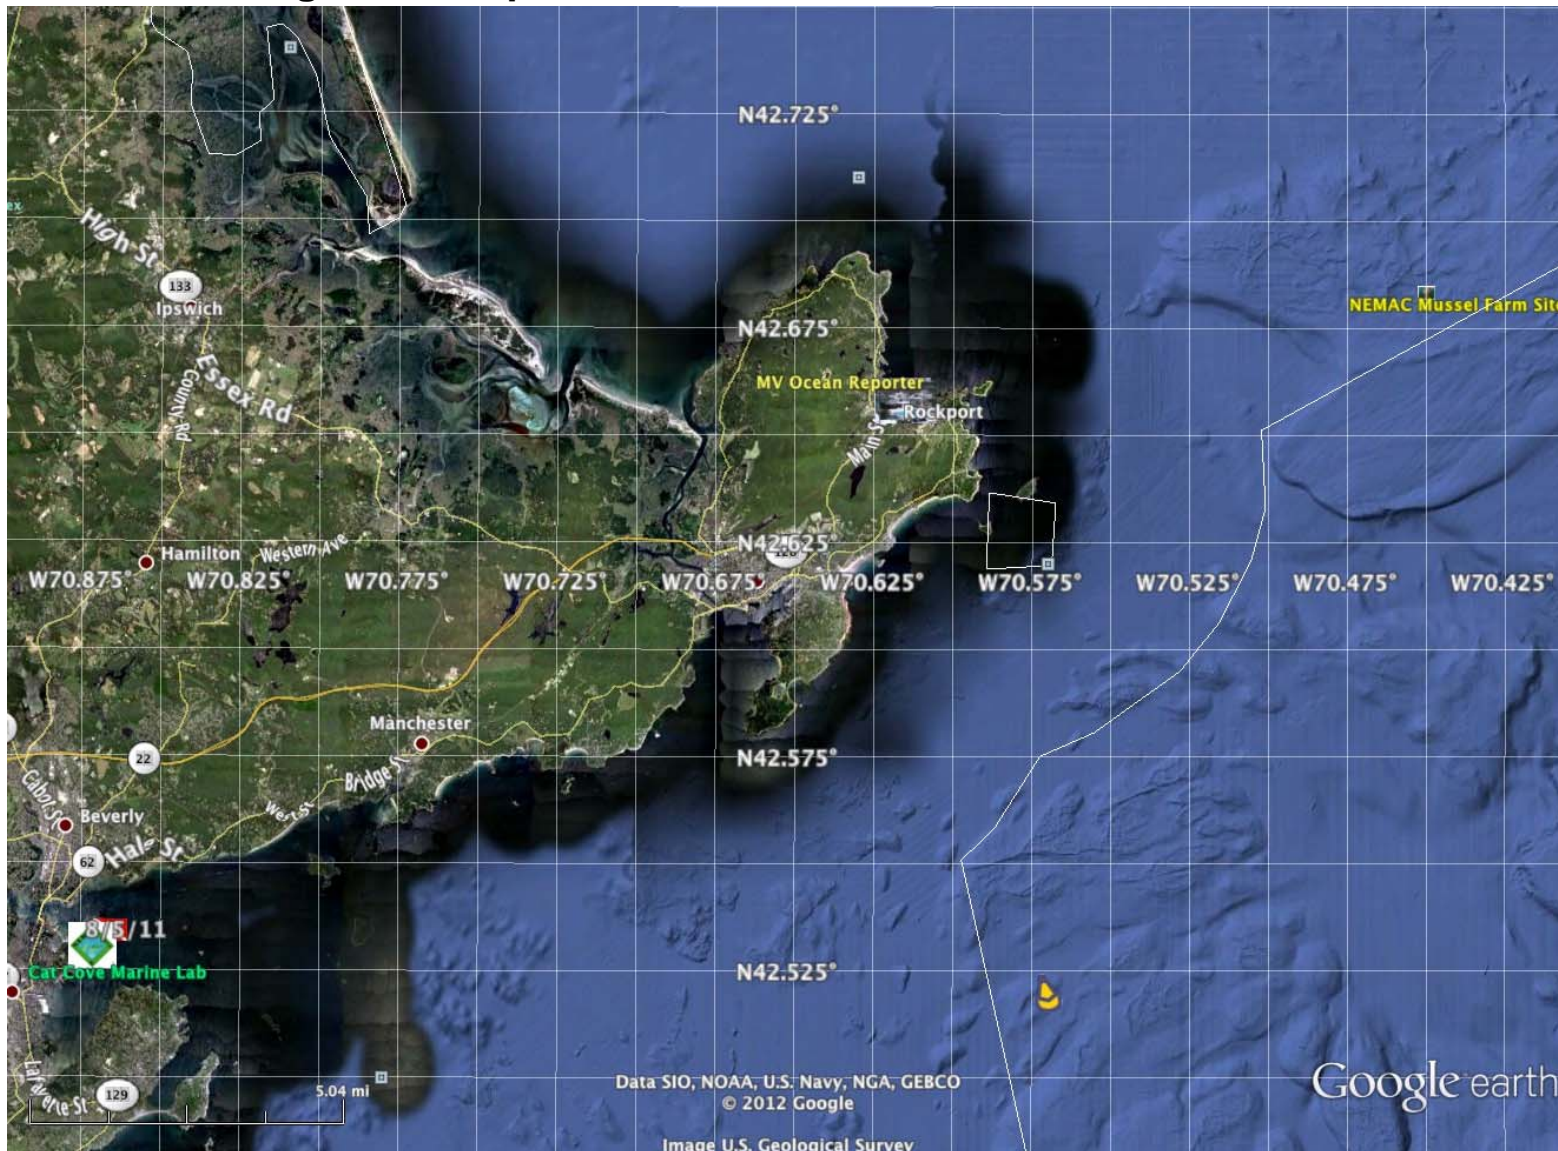 N42.725°
ex
High St
133
Ipswich
NEMAC Mussel Farm Site
N42.675°
County Rd
Essex Rd
MV Ocean Reporter
Rockport
Main St
N42.625°
Hamilton
Western Ave
W70.875°
W70.825°
W70.775°
W70.725°
W70.675°
W70.625°
W70.575°
W70.525°
W70.475°
W70.425°
Manchester
22
N42.575°
Bridge St
Cabot St
West St
Beverly
62
Hale St
8/5/11
Cat Cove Marine Lab
N42.525°
Lafayette St
129
5.04 mi
Data SIO, NOAA, U.S. Navy, NGA, GEBCO
© 2012 Google
Google earth
Image U.S. Geological Survey